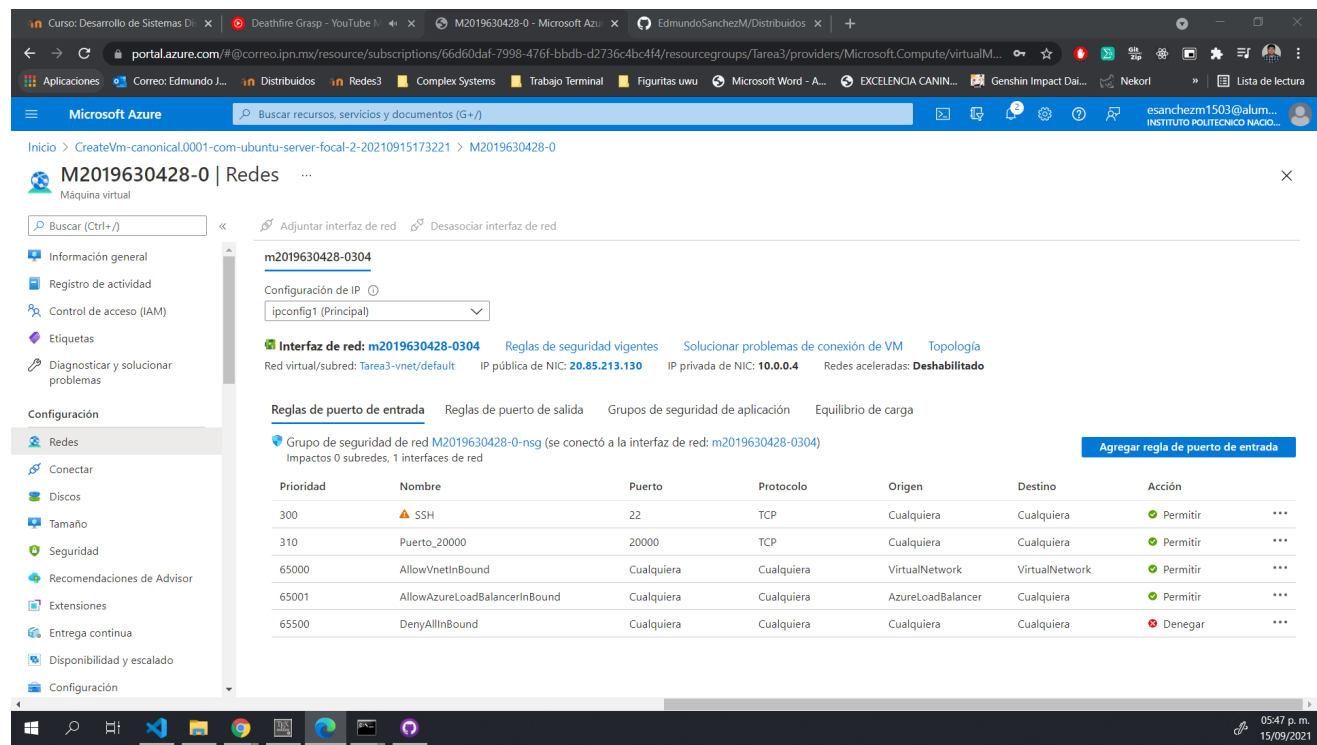 Curso: Desarrollo de Sistemas Di
Deathfire Grasp - YouTube M
M2019630428-0 - Microsoft Azu
EdmundoSanchezM/Distribuidos
portal.azure.com/#@correo.ipn.mx/resource/subscriptions/66d60daf-7998-476f-bbdb-d2736c4bc4f4/resourcegroups/Tarea3/providers/Microsoft.Compute/virtualM...
Aplicaciones Correo: Edmundo J... Distribuidos Redes3 Complex Systems Trabajo Terminal Figuritas uwu Microsoft Word - A... EXCELENCIA CANIN... Genshin Impact Dai... Nekorl » Lista de lectura
Microsoft Azure
Buscar recursos, servicios y documentos (G+/)
2
esanchezm1503@alum...
INSTITUTO POLITECNICO NACIO...
Inicio > CreateVm-canonical.0001-com-ubuntu-server-focal-2-20210915173221 > M2019630428-0
M2019630428-0 | Redes ...
Máquina virtual
Buscar (Ctrl+/)
«
Adjuntar interfaz de red Desasociar interfaz de red
Información general
Registro de actividad
Control de acceso (IAM)
Etiquetas
Diagnosticar y solucionar
problemas
Configuración
Redes
Conectar
Discos
Tamaño
Seguridad
Recomendaciones de Advisor
Extensiones
Entrega continua
Disponibilidad y escalado
Configuración
m2019630428-0304
Configuración de IP
ipconfig1 (Principal)
Interfaz de red: m2019630428-0304 Reglas de seguridad vigentes Solucionar problemas de conexión de VM Topología
Red virtual/subred: Tarea3-vnet/default IP pública de NIC: 20.85.213.130 IP privada de NIC: 10.0.0.4 Redes aceleradas: Deshabilitado
Reglas de puerto de entrada Reglas de puerto de salida Grupos de seguridad de aplicación Equilibrio de carga
Grupo de seguridad de red M2019630428-0-nsg (se conectó a la interfaz de red: m2019630428-0304)
Impactos 0 subredes, 1 interfaces de red
Agregar regla de puerto de entrada
Prioridad Nombre Puerto Protocolo Origen Destino Acción
300 SSH 22 TCP Cualquiera Cualquiera Permitir ...
310 Puerto_20000 20000 TCP Cualquiera Cualquiera Permitir ...
65000 AllowVnetInBound Cualquiera Cualquiera VirtualNetwork VirtualNetwork Permitir ...
65001 AllowAzureLoadBalancerInBound Cualquiera Cualquiera AzureLoadBalancer Cualquiera Permitir ...
65500 DenyAllInBound Cualquiera Cualquiera Cualquiera Cualquiera Denegar ...
05:47 p. m.
15/09/2021